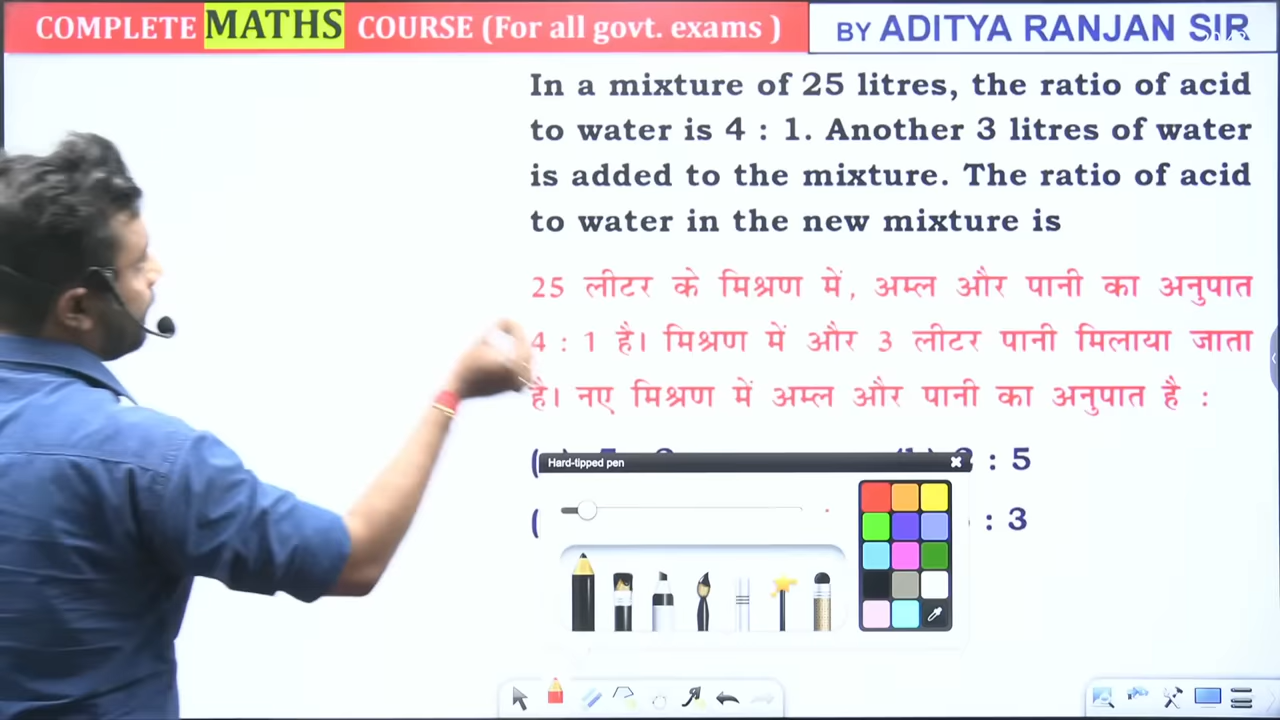 COMPLETE MATHS COURSE (For all govt. exams )
BY ADITYA RANJAN SIR
In a mixture of 25 litres, the ratio of acid
to water is 4 : 1. Another 3 litres of water
is added to the mixture. The ratio of acid
to water in the new mixture is
25 लीटर के मिश्रण में, अम्ल और पानी का अनुपात
4 : 1 है। मिश्रण में और 3 लीटर पानी मिलाया जाता
है। नए मिश्रण में अम्ल और पानी का अनुपात है :
: 5
Hard-tipped pen
: 3